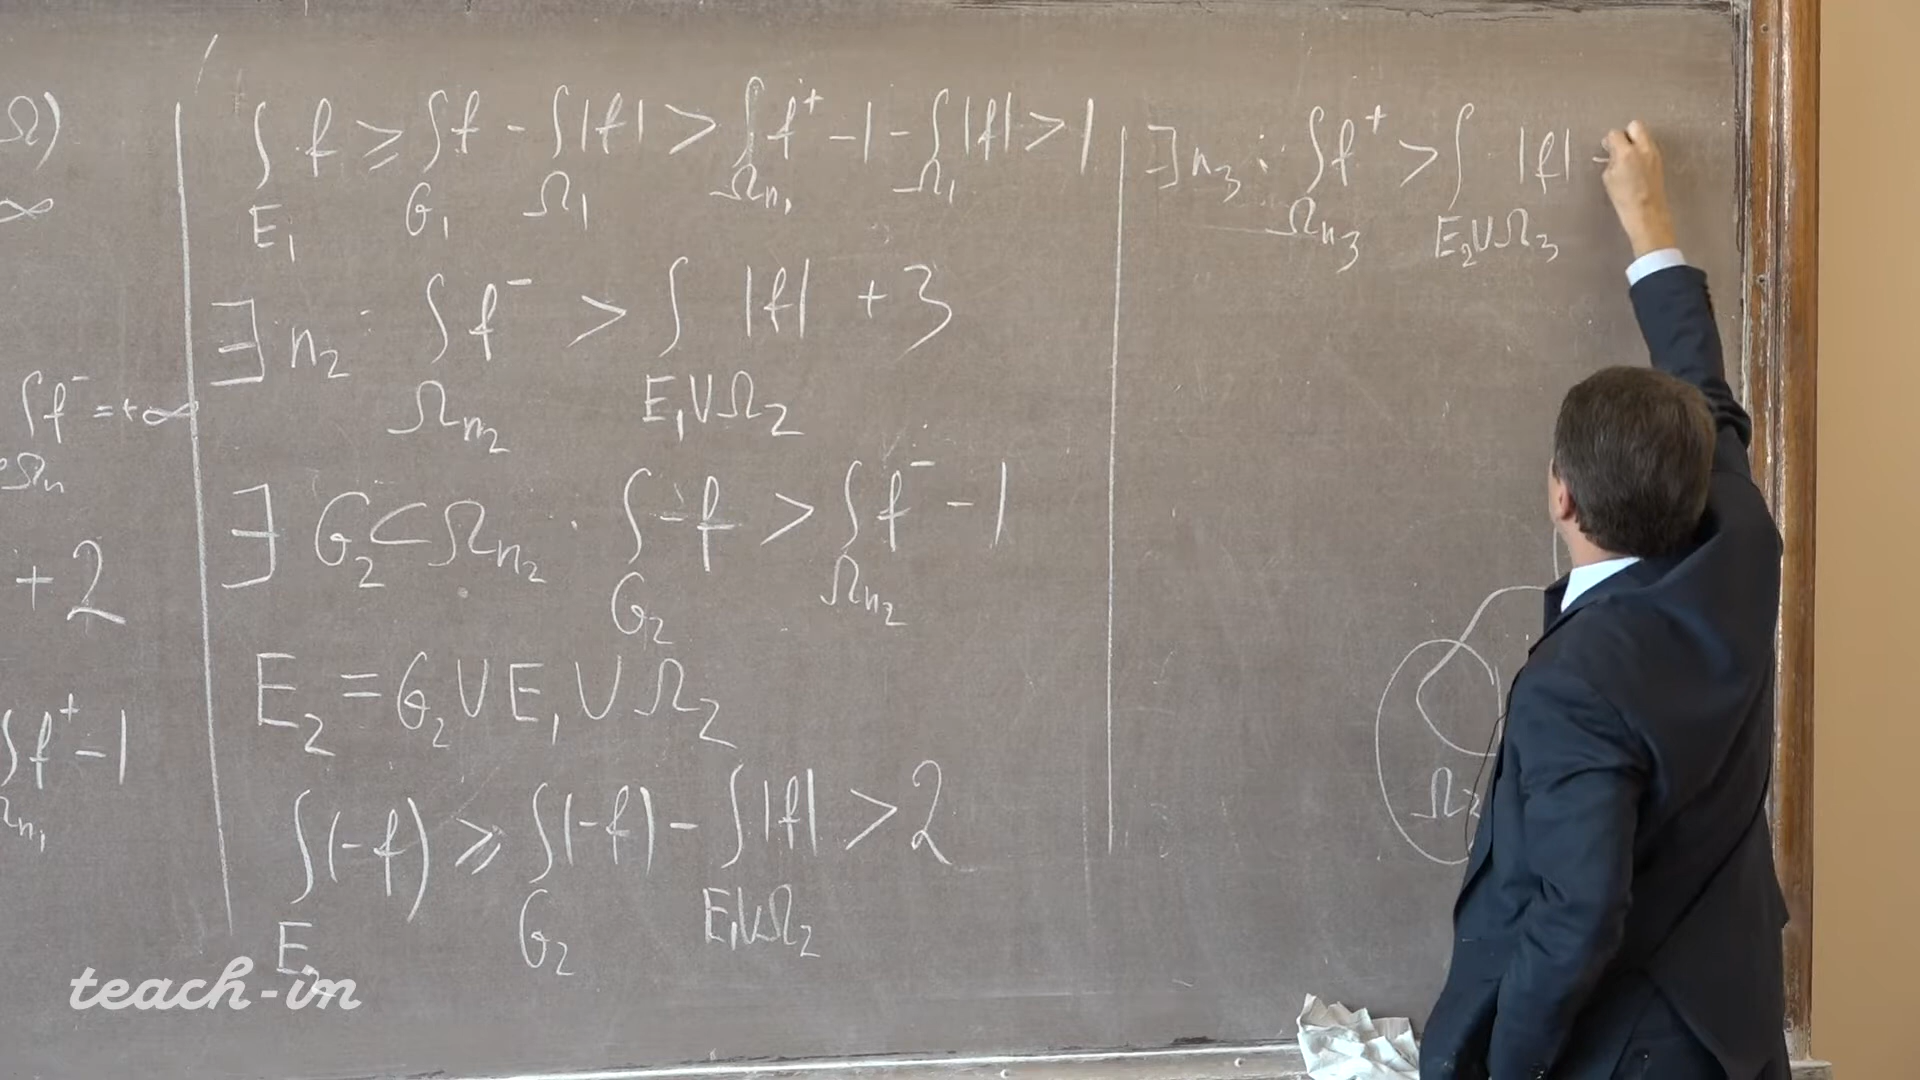 Ω)
∞
∫f⁻ = +∞
Ωₙ
+ 2
∫f⁺ - 1
Ωₙ₁
∫f ≥ ∫f - ∫|f| > ∫f⁺ - 1 - ∫|f| > 1
E₁ G₁ Ω₁ Ωₙ₁ Ω₁
∃ n₂ : ∫f⁻ > ∫|f| + 3
Ωₙ₂ E₁∪Ω₂
∃ G₂⊂Ωₙ₂ : ∫-f > ∫f⁻ - 1
G₂ Ωₙ₂
E₂ = G₂∪E₁∪Ω₂
∫(-f) ≥ ∫(-f) - ∫|f| > 2
E₂ G₂ E₁∪Ω₂
∃ n₃ : ∫f⁺ > ∫|f|
Ωₙ₃ E₂∪Ω₃
teach-in